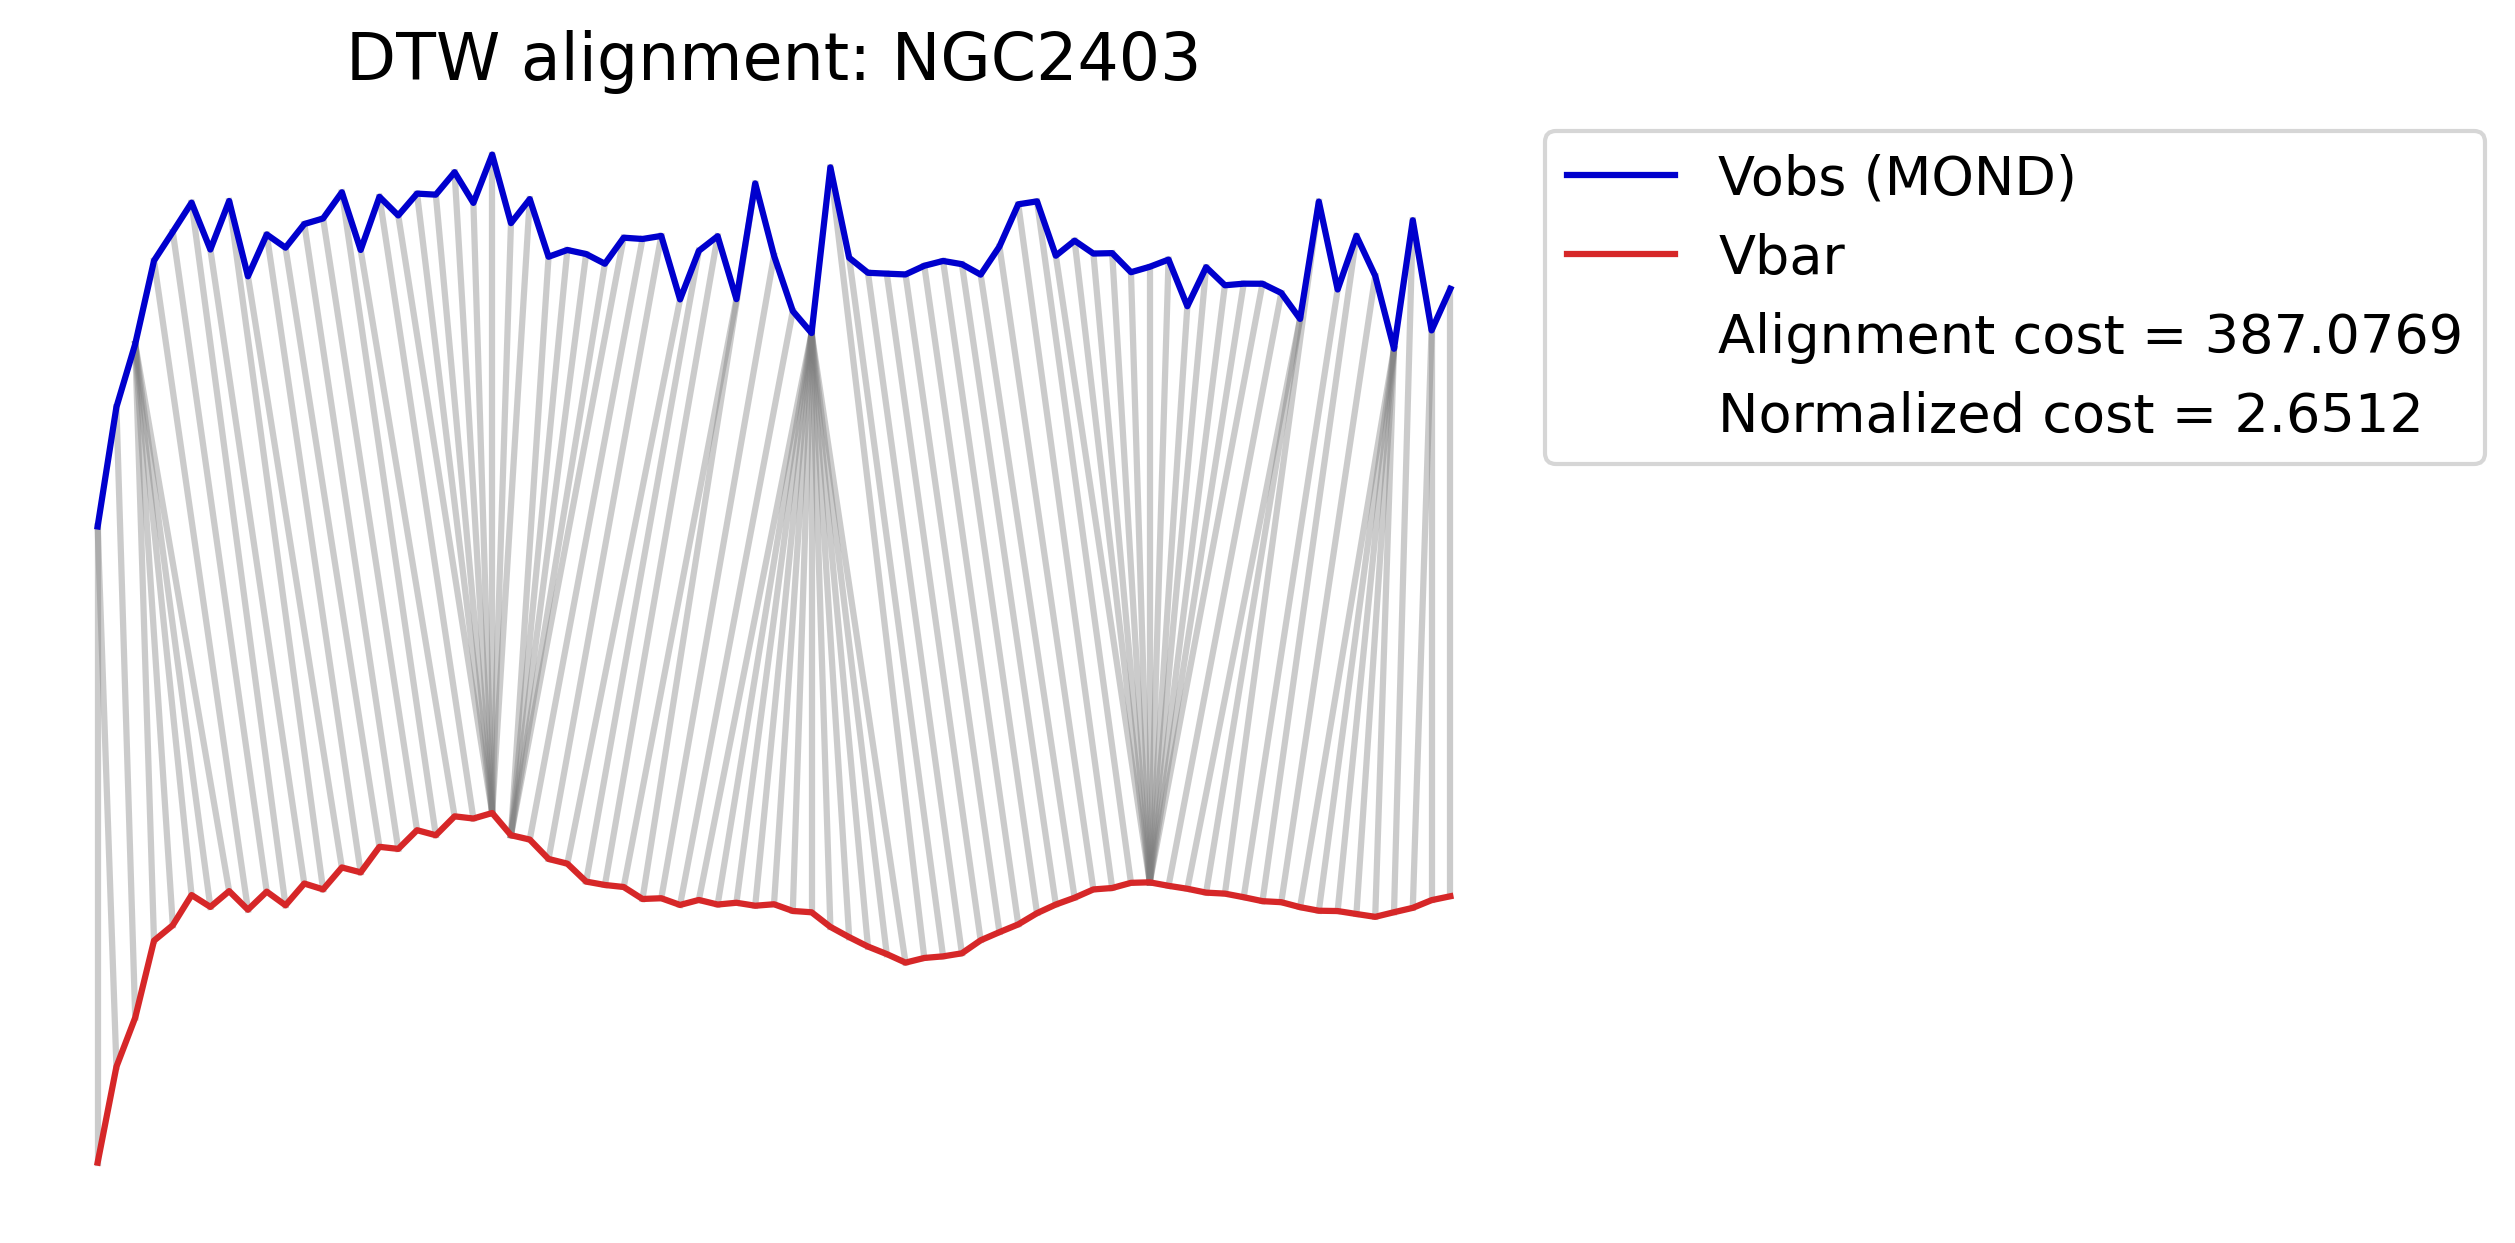 DTW alignment: NGC2403
Vobs (MOND)
Vbar
Alignment cost = 387.0769
Normalized cost = 2.6512